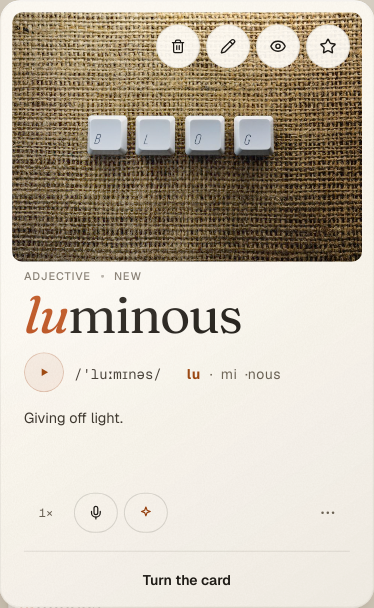 B L O G
ADJECTIVE • NEW
luminous
/ˈluːmɪnəs/ lu · mi ·nous
Giving off light.
1×
Turn the card